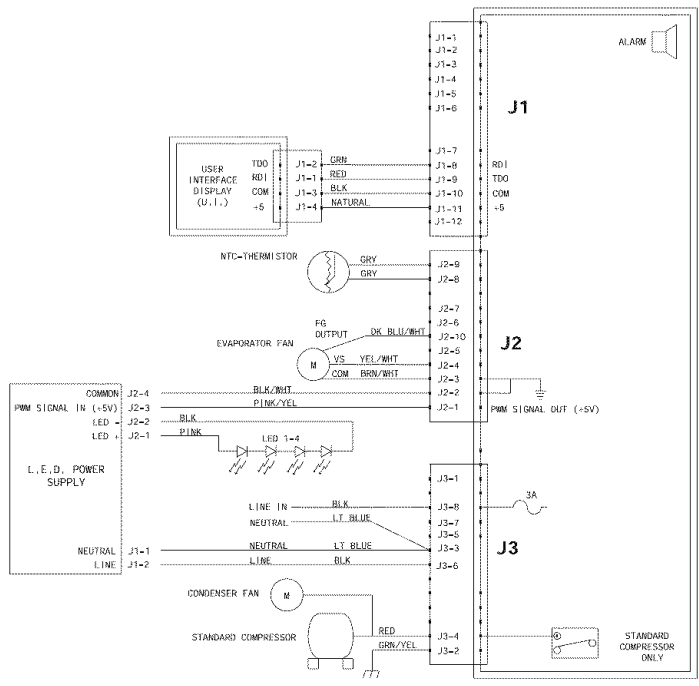 J1-1
J1-2
J1-3
J1-4
J1-5
J1-6
J1
ALARM
J1-7
USER
INTERFACE
DISPLAY
(U.I.)
TDO J1-2 GRN J1-8 RDI
RDI J1-1 RED J1-9 TDO
COM J1-3 BLK J1-10 COM
+5 J1-4 NATURAL J1-11 +5
J1-12
NTC-THERMISTOR
GRY J2-9
GRY J2-8
J2-7
J2-6
FG
OUTPUT DK BLU/WHT J2-10
J2
EVAPORATOR FAN
J2-5
M VS YEL/WHT J2-4
COM BRN/WHT J2-3
COMMON J2-4 BLK/WHT J2-2
PWM SIGNAL IN (+5V) J2-3 PINK/YEL J2-1 PWM SIGNAL OUT (+5V)
LED - J2-2 BLK
LED + J2-1 PINK
LED 1-4
L.E.D. POWER
SUPPLY
J3-1
LINE IN BLK J3-8 3A
NEUTRAL LT BLUE J3-7
J3-5
NEUTRAL J1-1 NEUTRAL LT BLUE J3-3
J3
LINE J1-2 LINE BLK J3-6
CONDENSER FAN M
STANDARD COMPRESSOR
RED J3-4
GRN/YEL J3-2
STANDARD
COMPRESSOR
ONLY